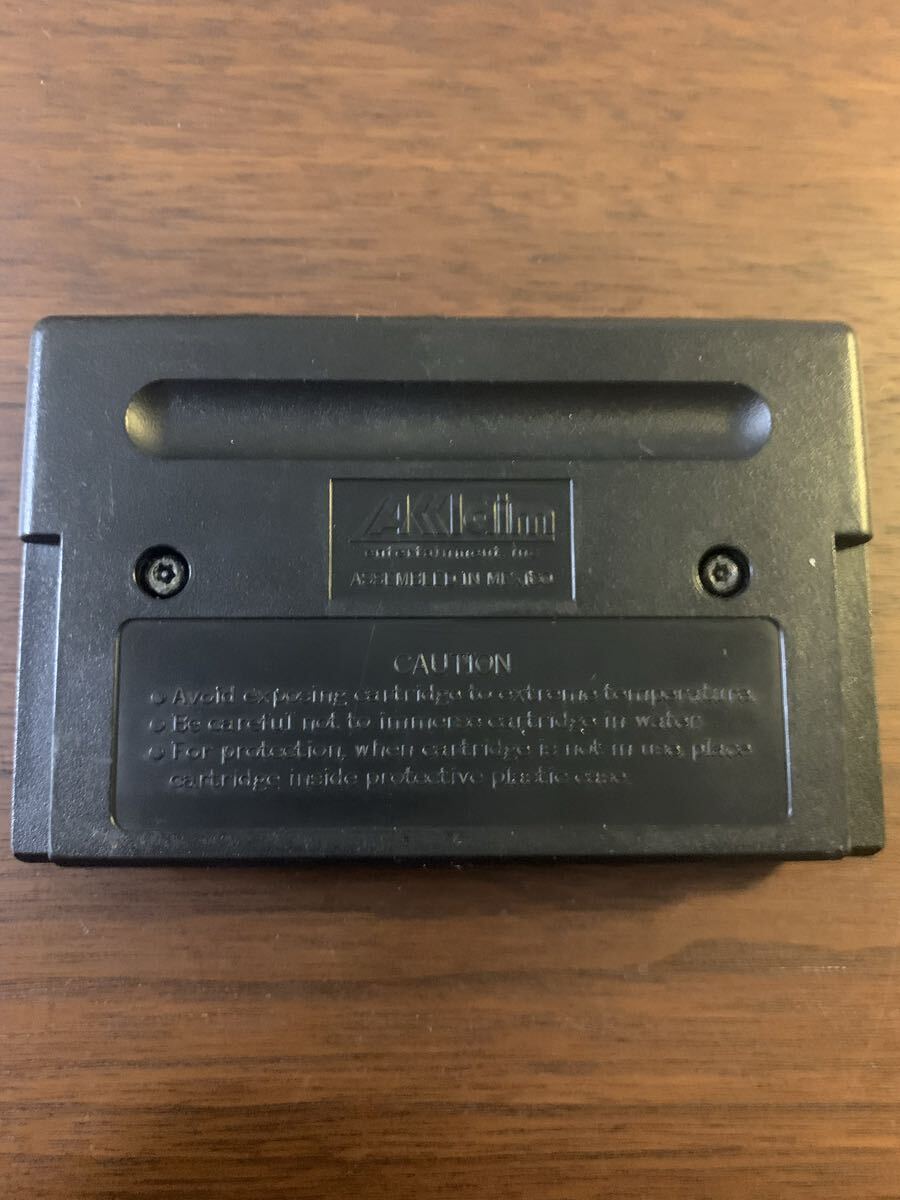 AKKlaim
entertainment, inc.
ASSEMBLED IN MEXICO
CAUTION
Avoid exposing cartridge to extreme temperature.
Be careful not to immerse cartridge in water.
For protection, when cartridge is not in use, place
cartridge inside protective plastic case.